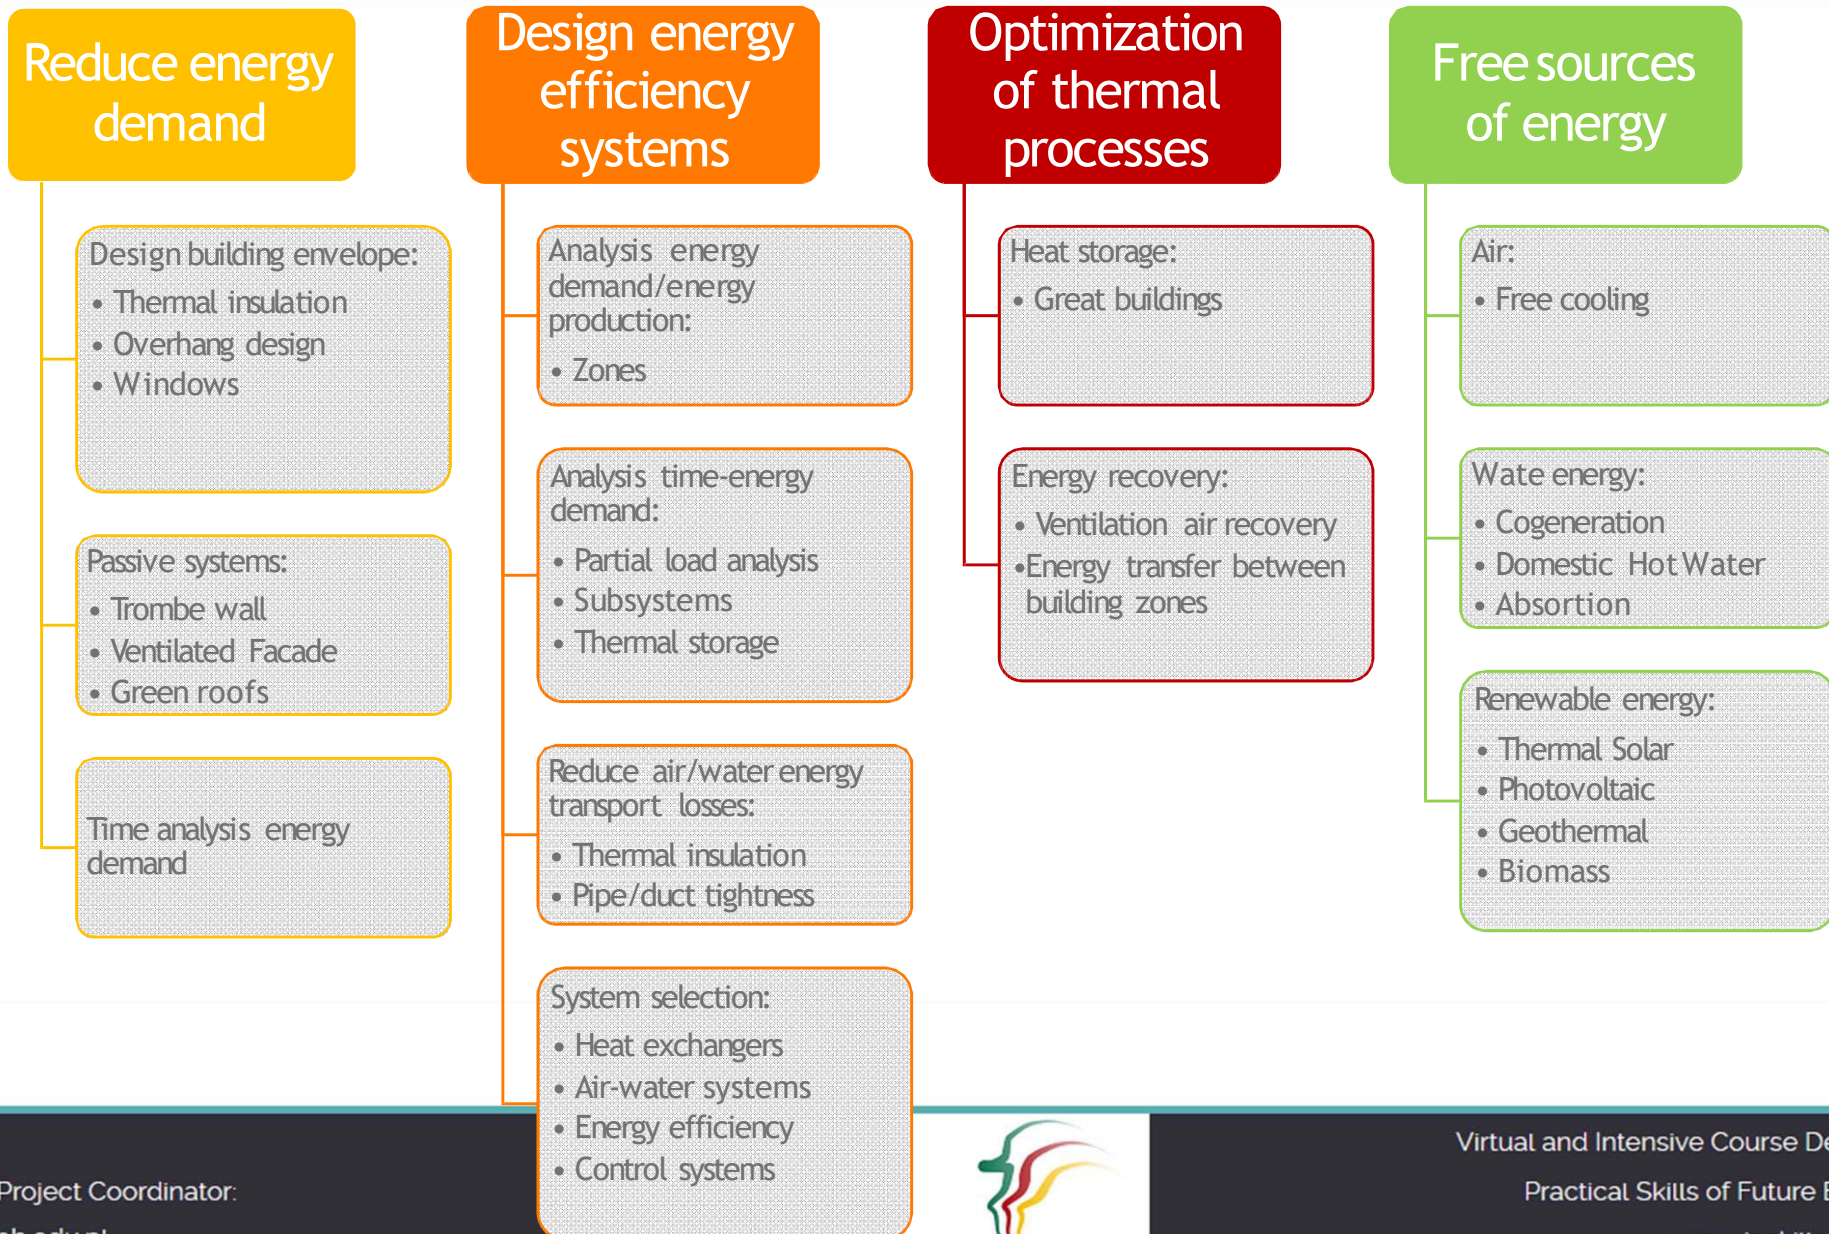 Reduce energy
demand
Design building envelope:
• Thermal insulation
• Overhang design
• Windows
Passive systems:
• Trombe wall
• Ventilated Facade
• Green roofs
Time analysis energy
demand
Design energy
efficiency
systems
Analysis energy
demand/energy
production:
• Zones
Analysis time-energy
demand:
• Partial load analysis
• Subsystems
• Thermal storage
Reduce air/water energy
transport losses:
• Thermal insulation
• Pipe/duct tightness
System selection:
• Heat exchangers
• Air-water systems
• Energy efficiency
• Control systems
Optimization
of thermal
processes
Heat storage:
• Great buildings
Energy recovery:
• Ventilation air recovery
• Energy transfer between
building zones
Free sources
of energy
Air:
• Free cooling
Wate energy:
• Cogeneration
• Domestic Hot Water
• Absortion
Renewable energy:
• Thermal Solar
• Photovoltaic
• Geothermal
• Biomass
Project Coordinator:
Virtual and Intensive Course
Practical Skills of Future